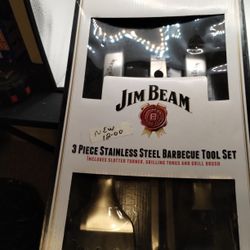 JIM BEAM
NEW
18.00
3 PIECE STAINLESS STEEL BARBECUE TOOL SET
INCLUDES SLOTTED TURNER, GRILLING TONGS AND GRILL BRUSH